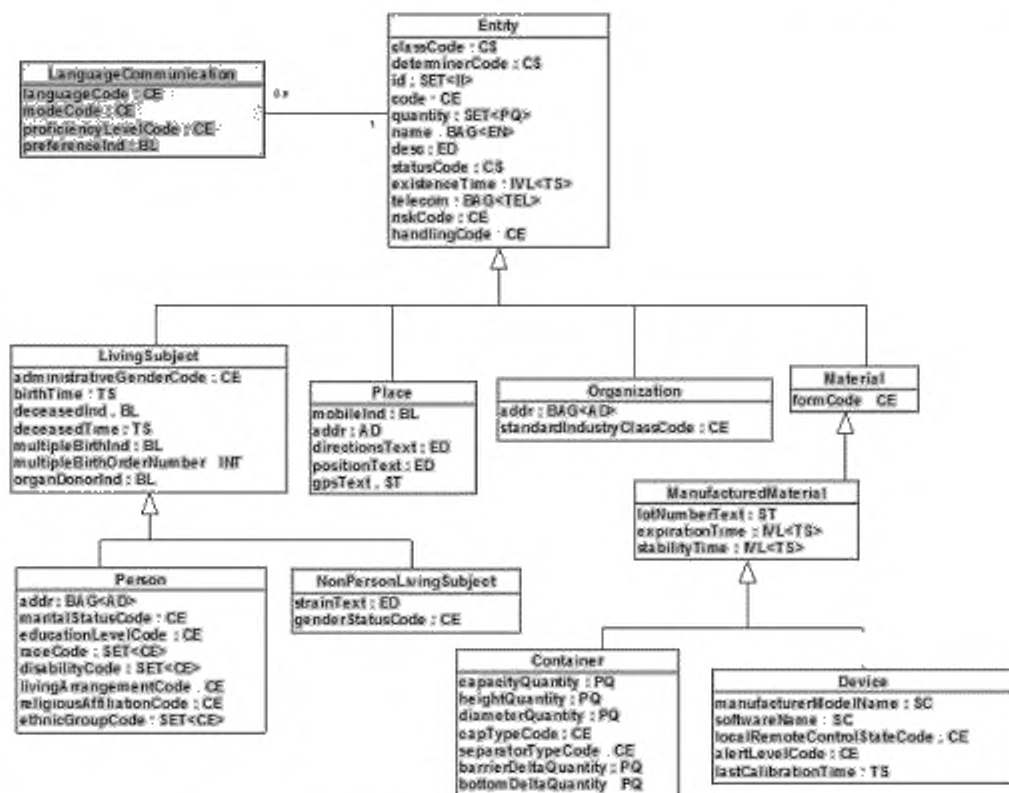 Entity
classCode : CS
determinerCode : CS
id : SET<II>
code : CE
quantity : SET<PQ>
name : BAG<EN>
desc : ED
statusCode : CS
existenceTime : IVL<TS>
telecom : BAG<TEL>
riskCode : CE
handlingCode : CE
LanguageCommunication
languageCode : CE
modeCode : CE
proficiencyLevelCode : CE
preferenceInd : BL
1
LivingSubject
administrativeGenderCode : CE
birthTime : TS
deceasedInd : BL
deceasedTime : TS
multipleBirthInd : BL
multipleBirthOrderNumber INT
organDonorInd : BL
Place
mobileInd : BL
addr : AD
directionsText : ED
positionText : ED
gpsText : ST
Organization
addr : BAG<AD>
standardIndustryClassCode : CE
Material
formCode CE
ManufacturedMaterial
lotNumberText : ST
expirationTime : IVL<TS>
stabilityTime : IVL<TS>
Person
addr : BAG<AD>
maritalStatusCode : CE
educationLevelCode : CE
raceCode : SET<CE>
disabilityCode : SET<CE>
livingArrangementCode : CE
religiousAffiliationCode : CE
ethnicGroupCode : SET<CE>
NonPersonLivingSubject
strainText : ED
genderStatusCode : CE
Container
capacityQuantity : PQ
heightQuantity : PQ
diameterQuantity : PQ
capTypeCode : CE
separatorTypeCode : CE
barrierDeltaQuantity : PQ
bottomDeltaQuantity PQ
Device
manufacturerModelName : SC
softwareName : SC
localRemoteControlStateCode : CE
alertLevelCode : CE
lastCalibrationTime : TS